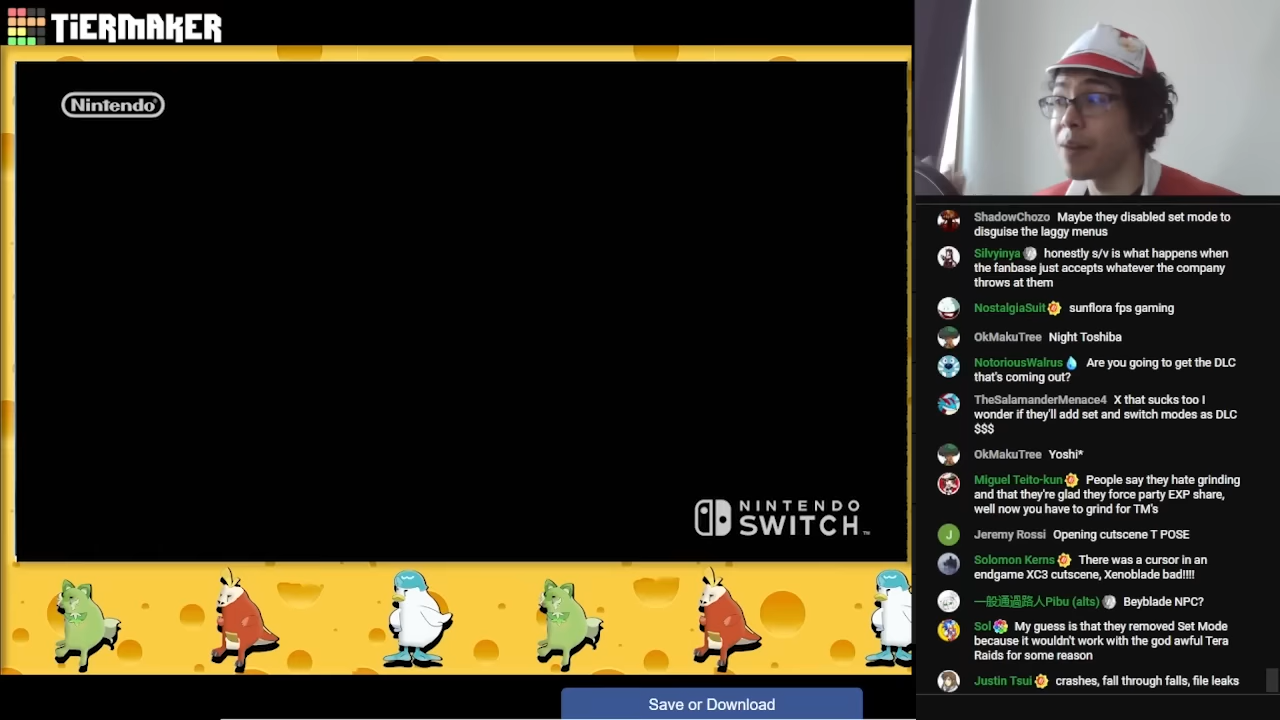 TIERMAKER
Nintendo
NINTENDO
SWITCH
Save or Download
ShadowChozo Maybe they disabled set mode to
disguise the laggy menus
Silvyinya honestly s/v is what happens when
the fanbase just accepts whatever the company
throws at them
NostalgiaSuit sunflora fps gaming
OkMakuTree Night Toshiba
NotoriousWalrus Are you going to get the DLC
that's coming out?
TheSalamanderMenace4 X that sucks too I
wonder if they'll add set and switch modes as DLC
$$$
OkMakuTree Yoshi*
Miguel Teito-kun People say they hate grinding
and that they're glad they force party EXP share,
well now you have to grind for TM's
J Jeremy Rossi Opening cutscene T POSE
Solomon Kerns There was a cursor in an
endgame XC3 cutscene, Xenoblade bad!!!!
一般通過路人Pibu (alts) Beyblade NPC?
Sol My guess is that they removed Set Mode
because it wouldn't work with the god awful Tera
Raids for some reason
Justin Tsui crashes, fall through falls, file leaks